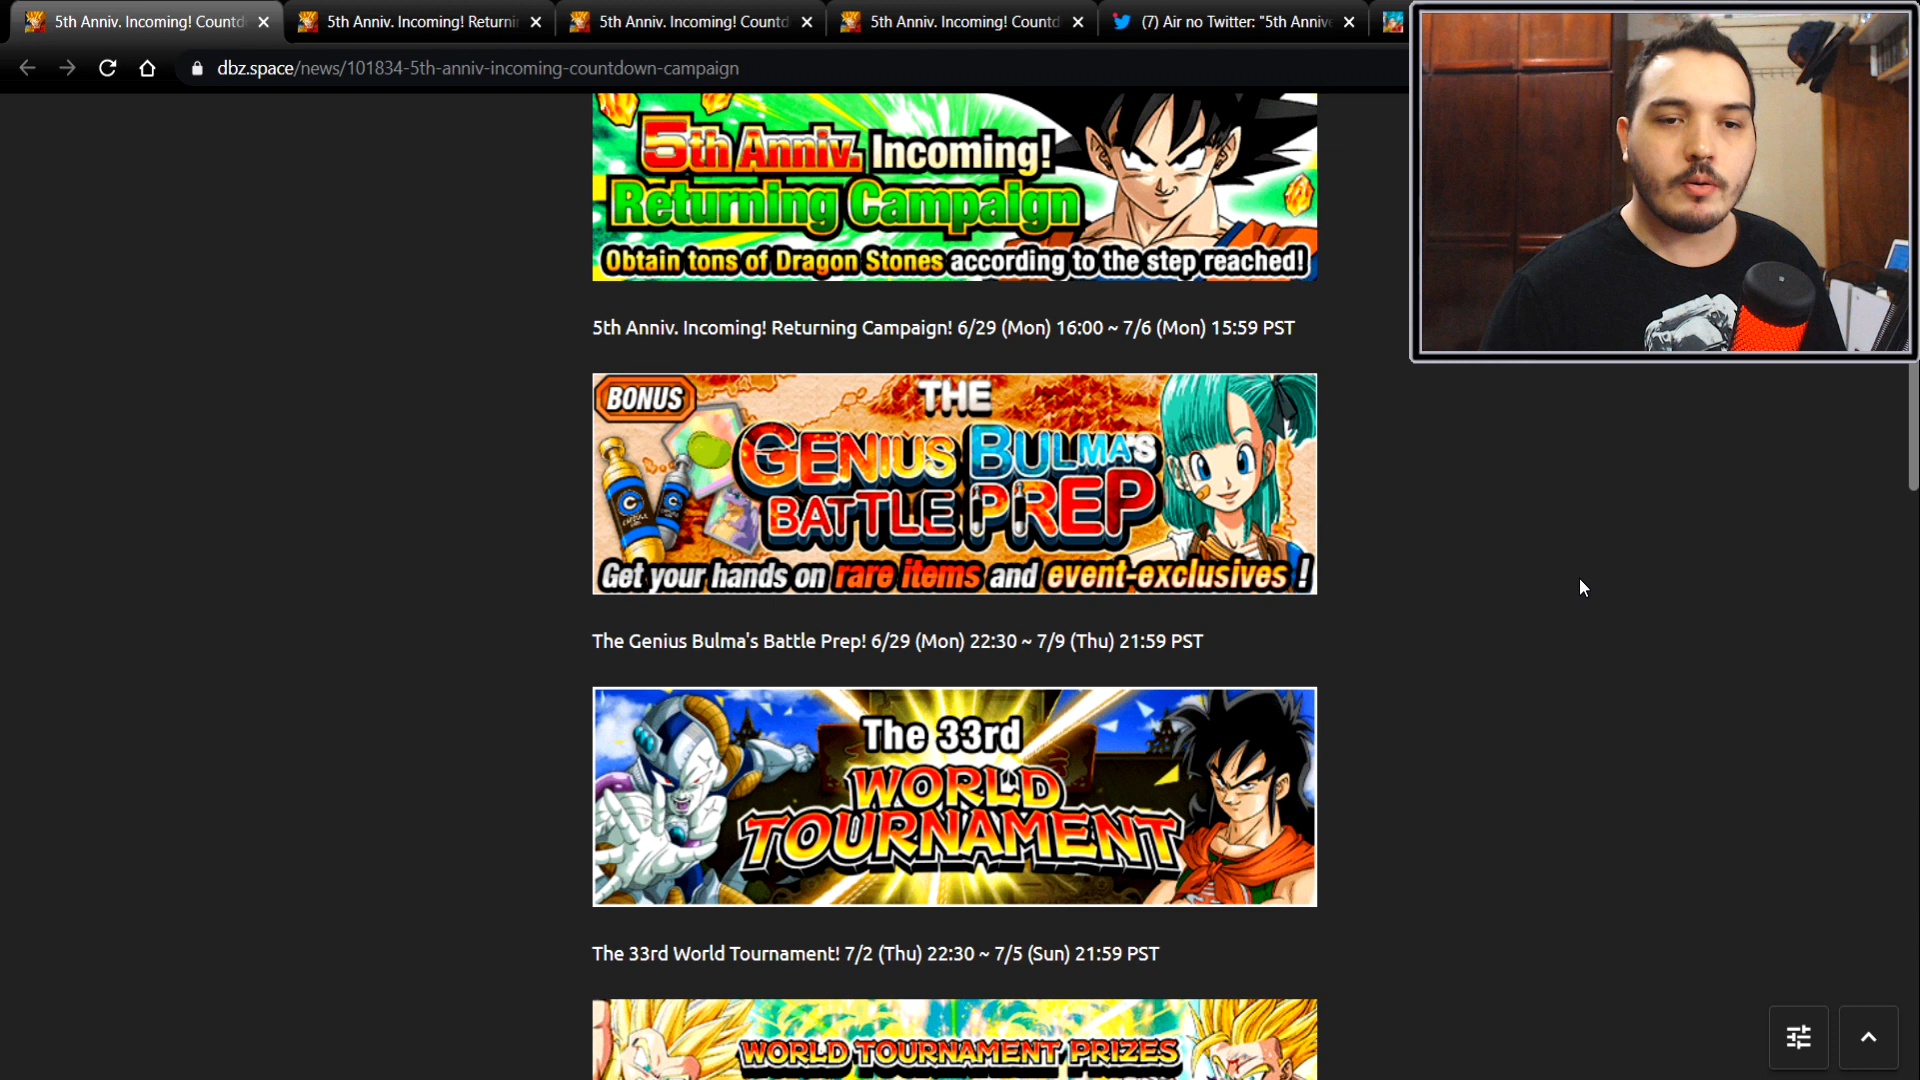 5th Anniv. Incoming! Countd
5th Anniv. Incoming! Returni
5th Anniv. Incoming! Countd
5th Anniv. Incoming! Countd
(7) Air no Twitter: "5th Annive
dbz.space/news/101834-5th-anniv-incoming-countdown-campaign
5th Anniv. Incoming!
Returning Campaign
Obtain tons of Dragon Stones according to the step reached!
5th Anniv. Incoming! Returning Campaign! 6/29 (Mon) 16:00 ~ 7/6 (Mon) 15:59 PST
BONUS
THE
GENIUS BULMA'S
BATTLE PREP
Get your hands on rare items and event-exclusives !
The Genius Bulma's Battle Prep! 6/29 (Mon) 22:30 ~ 7/9 (Thu) 21:59 PST
The 33rd
WORLD
TOURNAMENT
The 33rd World Tournament! 7/2 (Thu) 22:30 ~ 7/5 (Sun) 21:59 PST
WORLD TOURNAMENT PRIZES